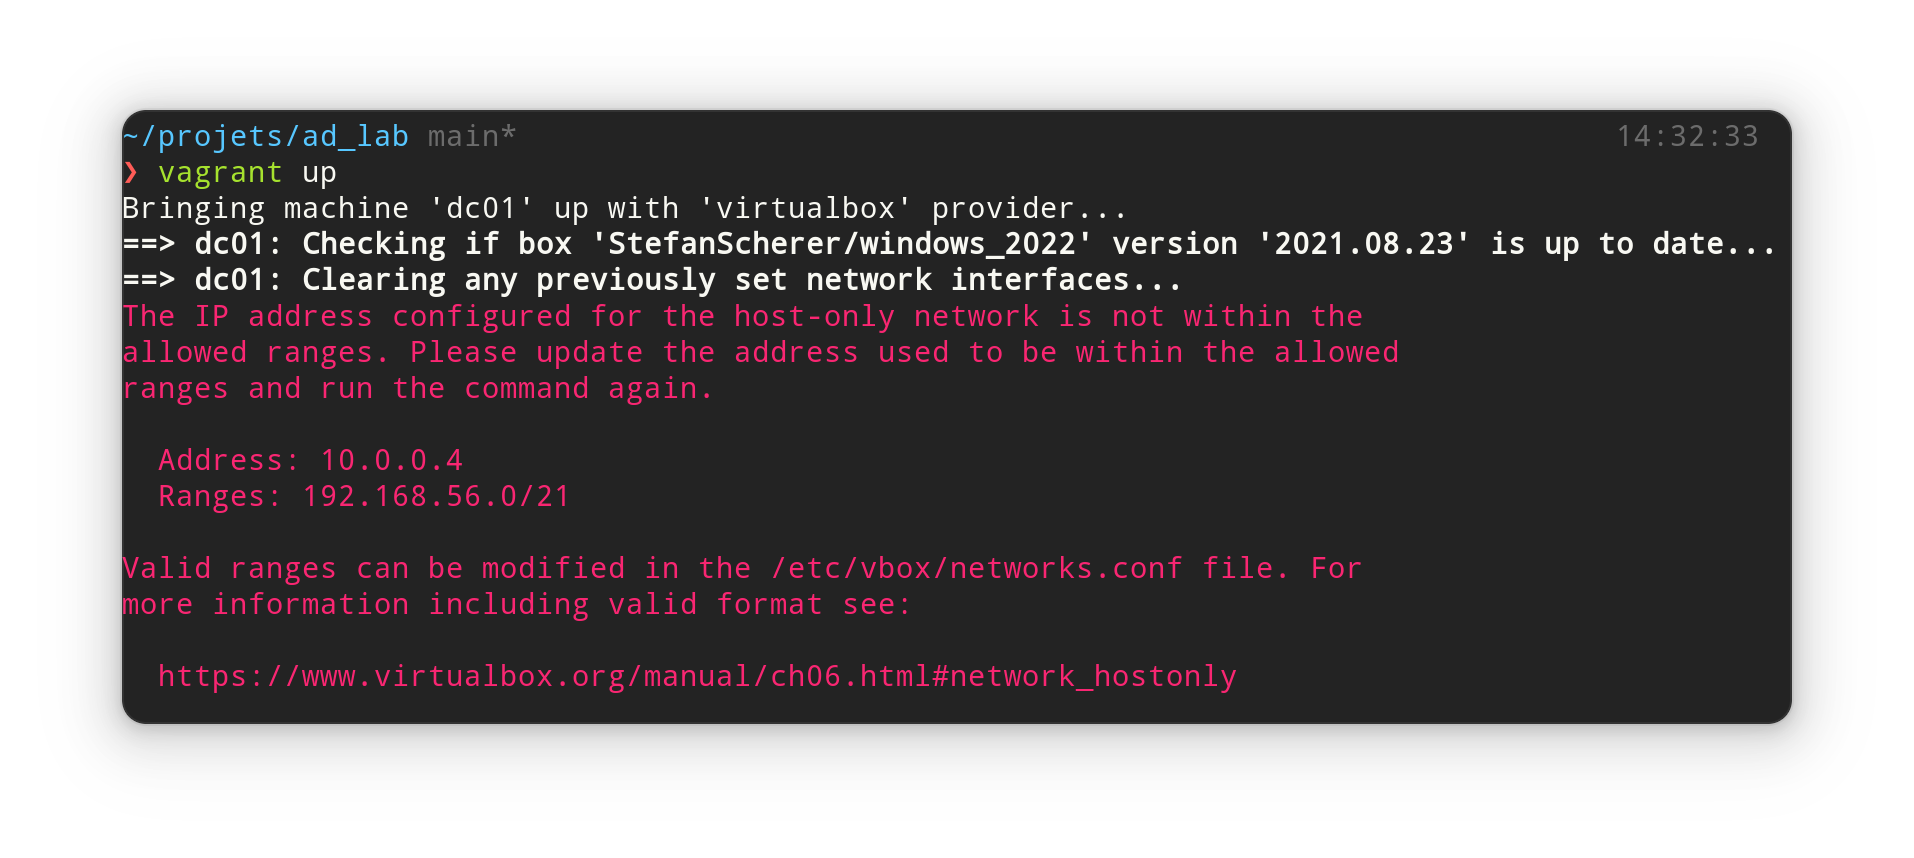 ~/projets/ad_lab main* 14:32:33
❯ vagrant up
Bringing machine 'dc01' up with 'virtualbox' provider...
==> dc01: Checking if box 'StefanScherer/windows_2022' version '2021.08.23' is up to date...
==> dc01: Clearing any previously set network interfaces...
The IP address configured for the host-only network is not within the
allowed ranges. Please update the address used to be within the allowed
ranges and run the command again.
Address: 10.0.0.4
Ranges: 192.168.56.0/21
Valid ranges can be modified in the /etc/vbox/networks.conf file. For
more information including valid format see:
https://www.virtualbox.org/manual/ch06.html#network_hostonly